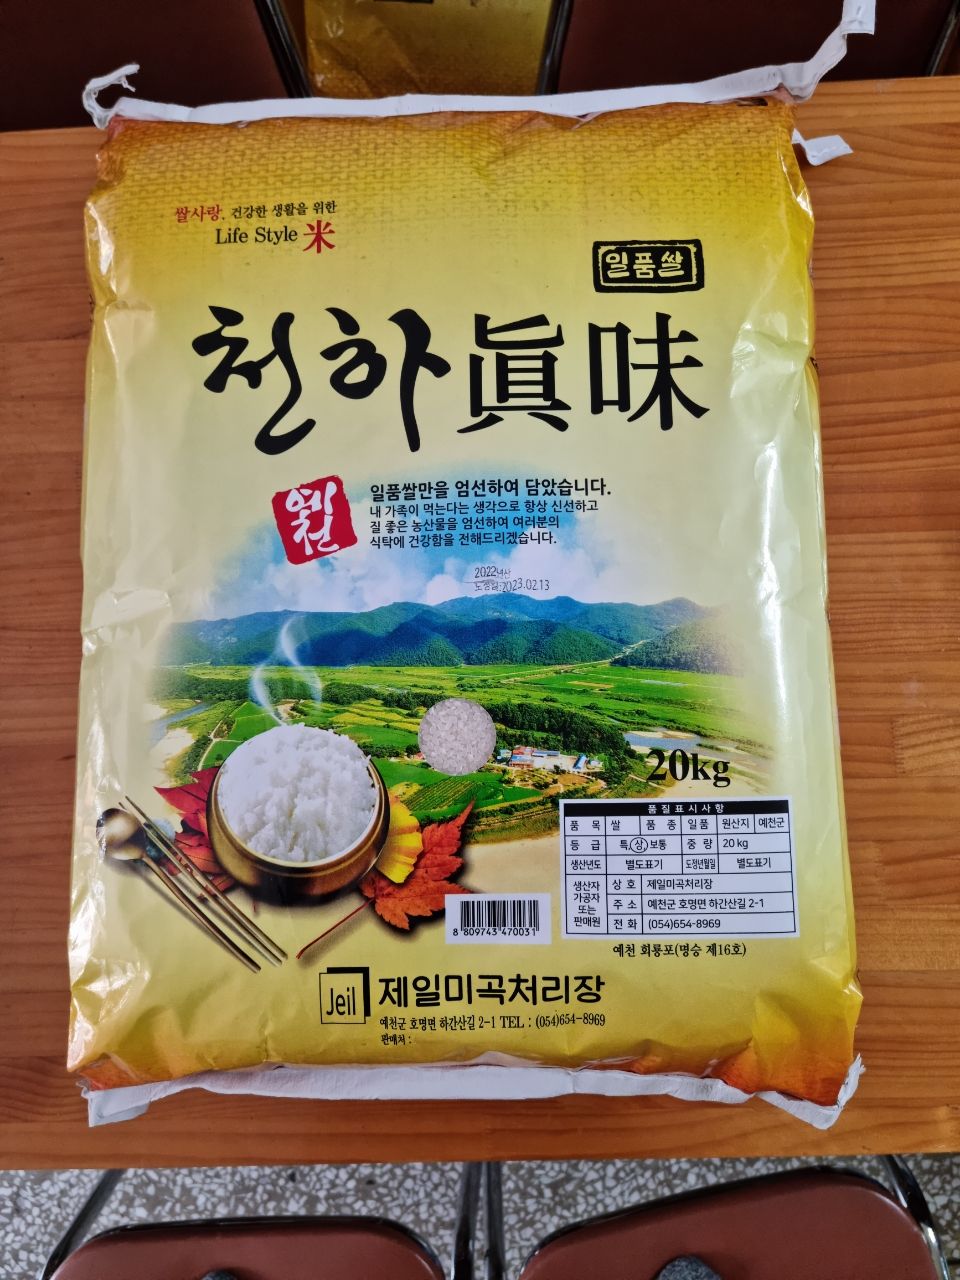 쌀사랑, 건강한 생활을 위한
Life Style 米
일품쌀
천하眞味
예천
일품쌀만을 엄선하여 담았습니다.
내 가족이 먹는다는 생각으로 항상 신선하고
질 좋은 농산물을 엄선하여 여러분의
식탁에 건강함을 전해드리겠습니다.
2022년산
도정일:2023.02.13
20kg
품질표시사항
품 목 쌀 품 종 일품 원산지 예천군
등 급 특,상,보통 중 량 20 kg
생산년도 별도표기 도정년월일 별도표기
생산자 가공자 또는 판매원
상 호 제일미곡처리장
주 소 예천군 호명면 하간산길 2-1
전 화 (054)654-8969
8 809743 470031
예천 회룡포(명승 제16호)
Jeil 제일미곡처리장
예천군 호명면 하간산길 2-1 TEL : (054)654-8969
판매처 :